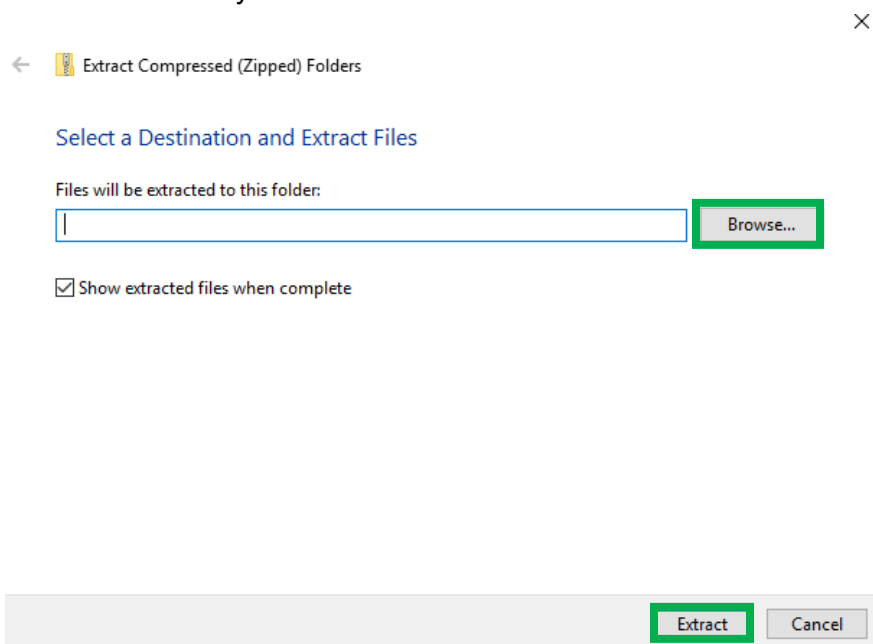 Extract Compressed (Zipped) Folders
Select a Destination and Extract Files
Files will be extracted to this folder:
Browse...
Show extracted files when complete
Extract
Cancel